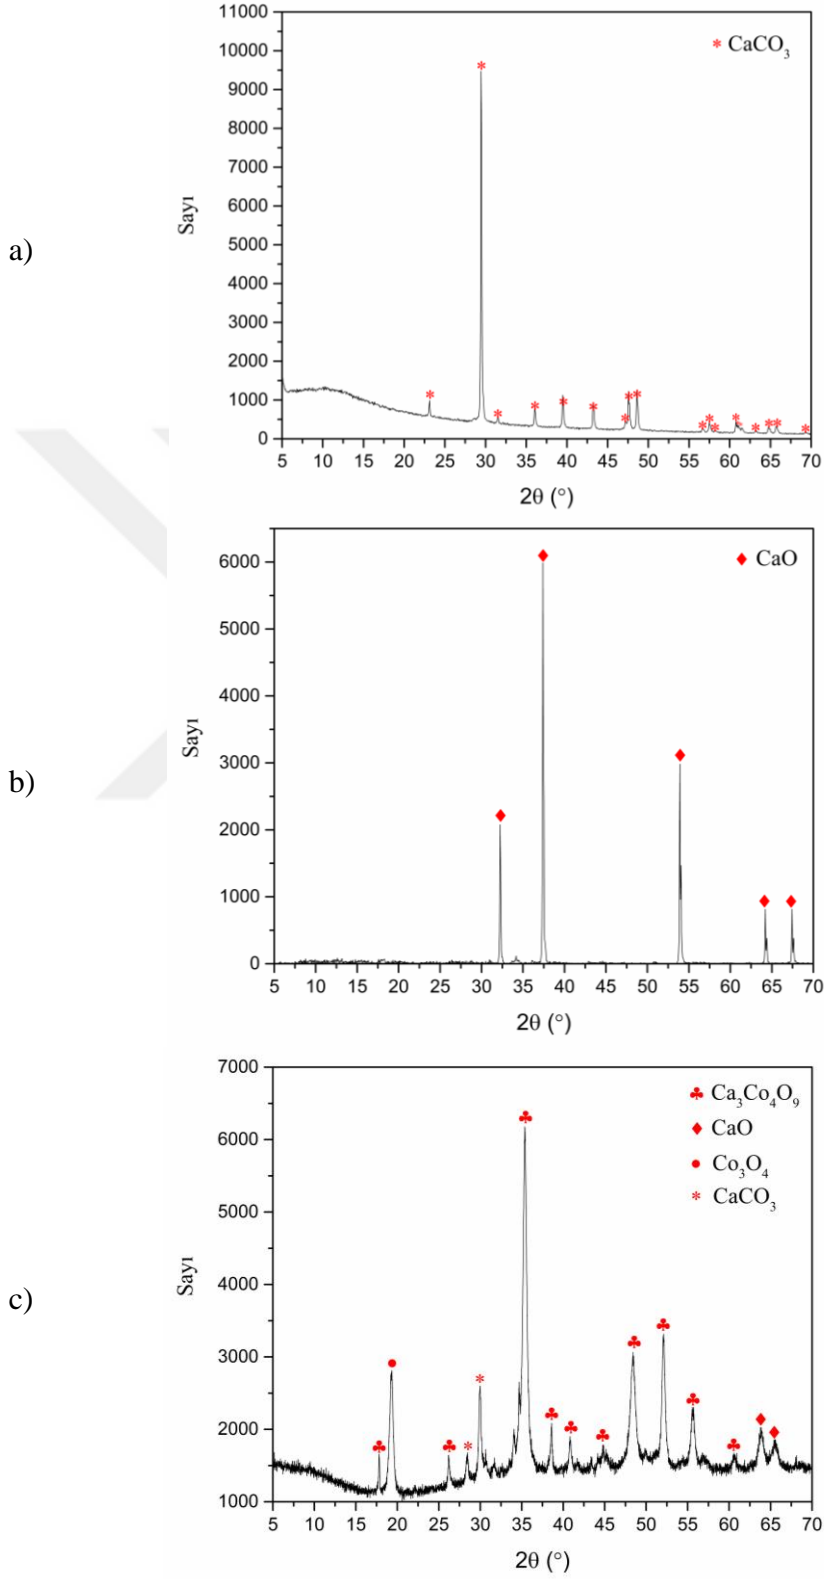 a)
11000
10000
9000
8000
7000
6000
5000
4000
3000
2000
1000
0
Sayı
* CaCO₃
5 10 15 20 25 30 35 40 45 50 55 60 65 70
2θ (°)
b)
6000
5000
4000
3000
2000
1000
0
Sayı
♦ CaO
5 10 15 20 25 30 35 40 45 50 55 60 65 70
2θ (°)
c)
7000
6000
5000
4000
3000
2000
1000
Sayı
♣ Ca₃Co₄O₉
♦ CaO
● Co₃O₄
* CaCO₃
5 10 15 20 25 30 35 40 45 50 55 60 65 70
2θ (°)